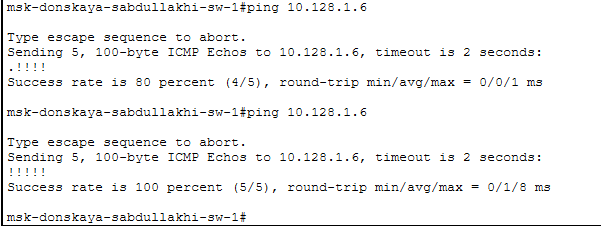 msk-donskaya-sabdullakhi-sw-1#ping 10.128.1.6
Type escape sequence to abort.
Sending 5, 100-byte ICMP Echos to 10.128.1.6, timeout is 2 seconds:
.!!!!
Success rate is 80 percent (4/5), round-trip min/avg/max = 0/0/1 ms
msk-donskaya-sabdullakhi-sw-1#ping 10.128.1.6
Type escape sequence to abort.
Sending 5, 100-byte ICMP Echos to 10.128.1.6, timeout is 2 seconds:
!!!!!
Success rate is 100 percent (5/5), round-trip min/avg/max = 0/1/8 ms
msk-donskaya-sabdullakhi-sw-1#